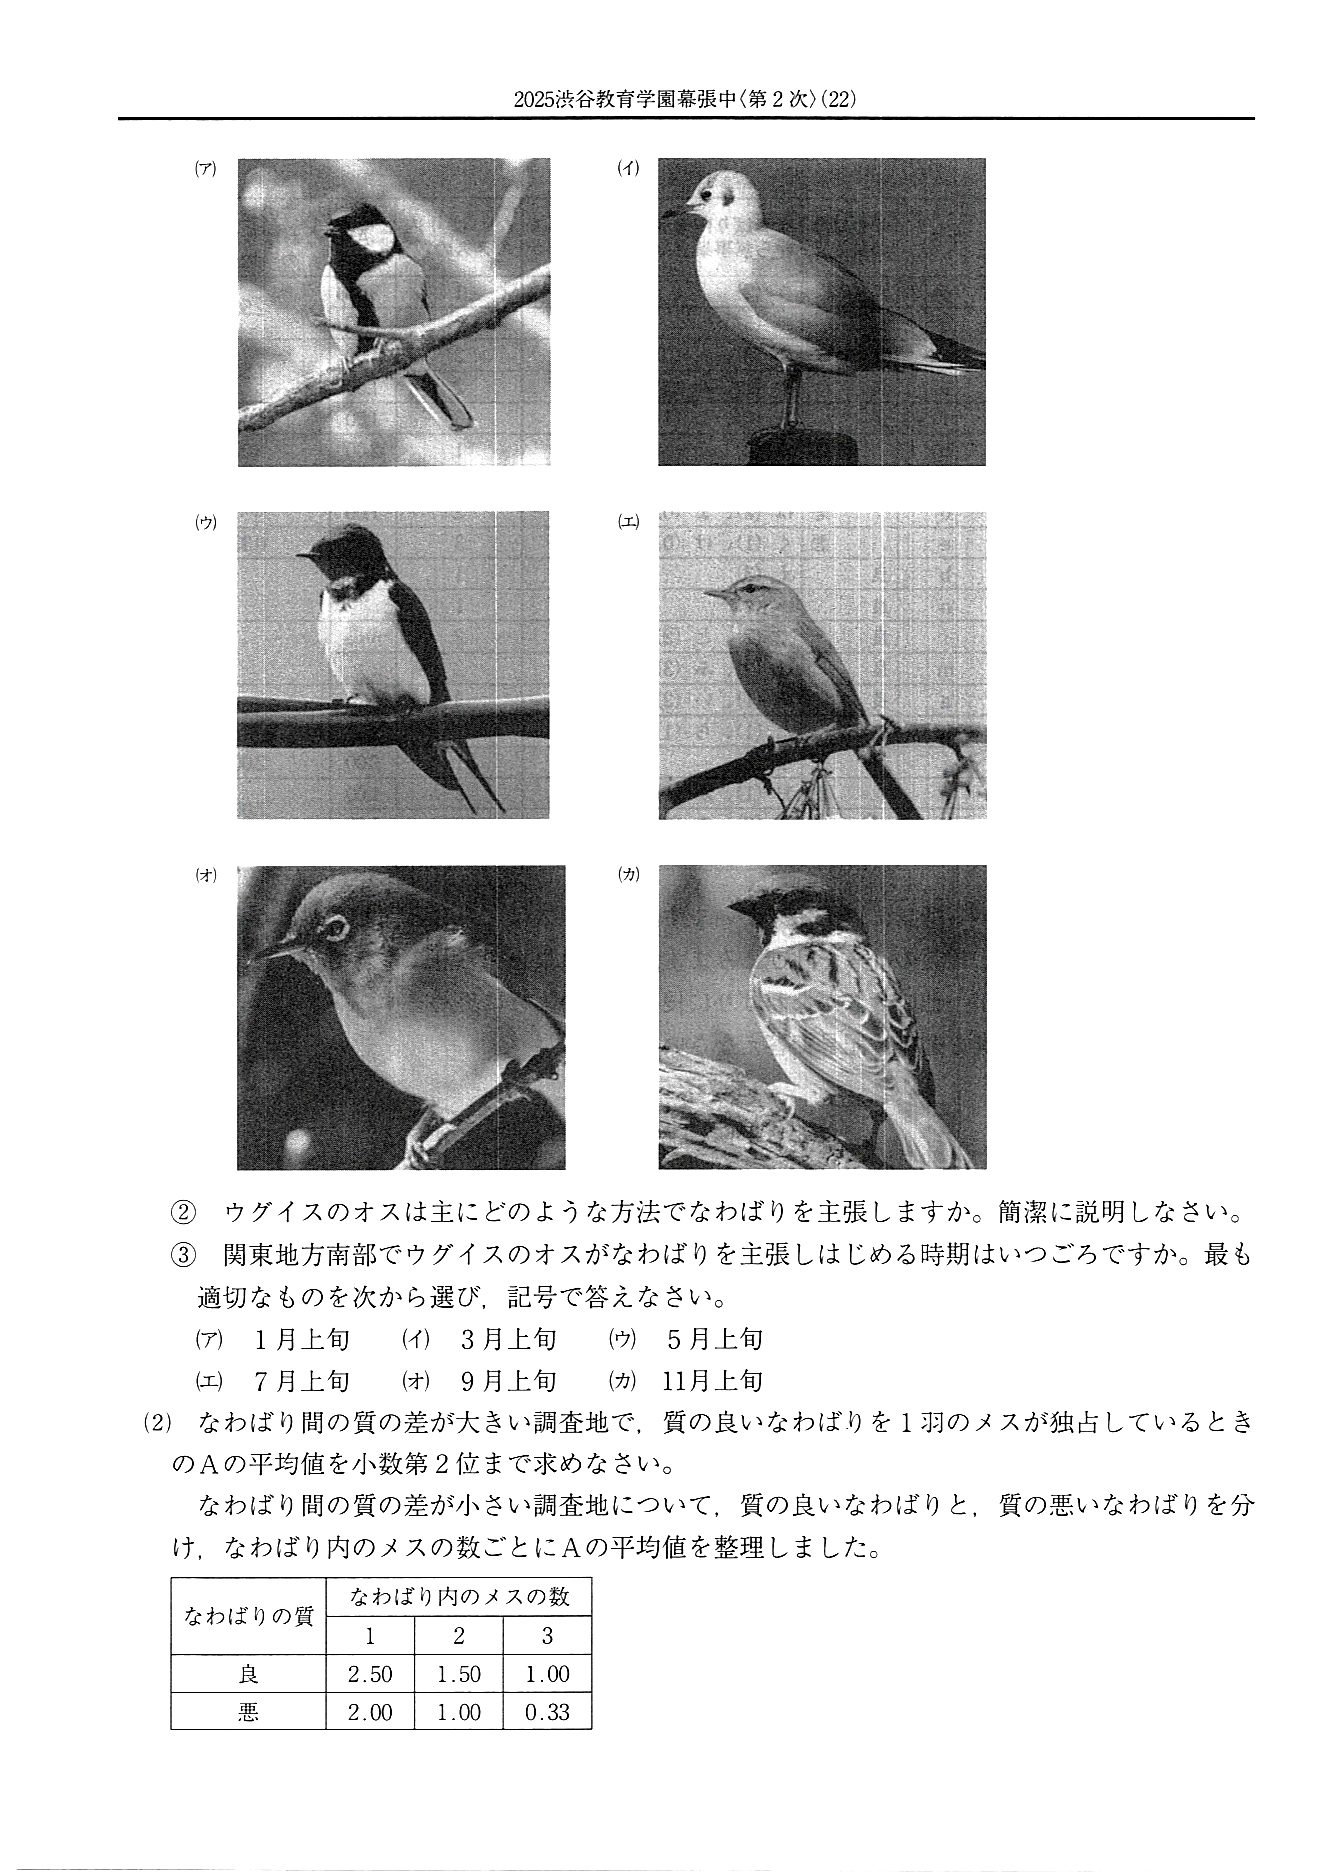 2025渋谷教育学園幕張中〈第2次〉(22)
(ア) (イ)
(ウ) (エ)
(オ) (カ)
② ウグイスのオスは主にどのような方法でなわばりを主張しますか。簡潔に説明しなさい。
③ 関東地方南部でウグイスのオスがなわばりを主張しはじめる時期はいつごろですか。最も
適切なものを次から選び，記号で答えなさい。
(ア) 1月上旬 (イ) 3月上旬 (ウ) 5月上旬
(エ) 7月上旬 (オ) 9月上旬 (カ) 11月上旬
(2) なわばり間の質の差が大きい調査地で，質の良いなわばりを1羽のメスが独占しているとき
のAの平均値を小数第2位まで求めなさい。
なわばり間の質の差が小さい調査地について，質の良いなわばりと，質の悪いなわばりを分
け，なわばり内のメスの数ごとにAの平均値を整理しました。
なわばりの質 なわばり内のメスの数
1 2 3
良 2.50 1.50 1.00
悪 2.00 1.00 0.33